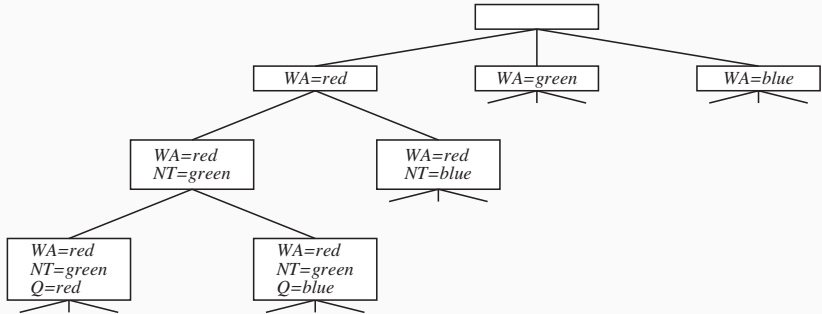 WA=red
WA=green
WA=blue
WA=red
NT=green
WA=red
NT=blue
WA=red
NT=green
Q=red
WA=red
NT=green
Q=blue